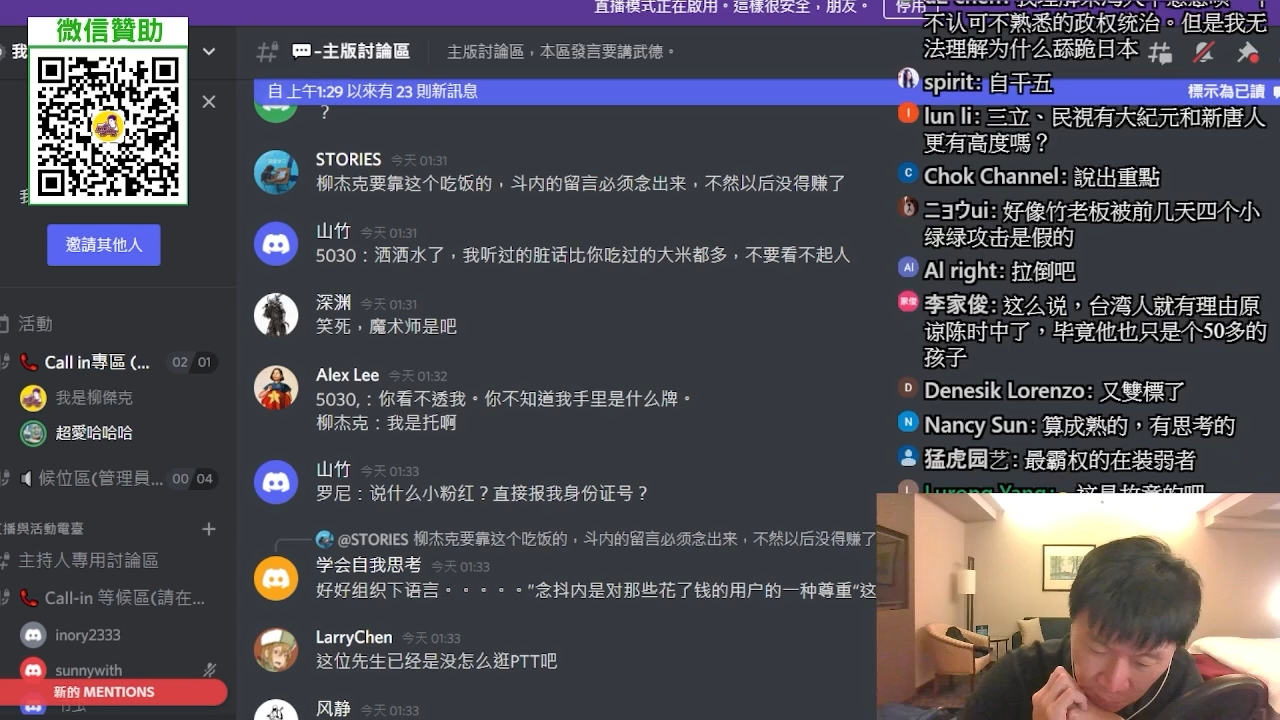 直播模式正在啟用。這樣很安全，朋友。
停用
微信贊助
我
邀請其他人
活動
Call in專區 (...
02 01
我是柳傑克
超愛哈哈哈
候位區(管理員...
00 04
播與活動電臺
主持人專用討論區
Call-in 等候區(請在...
inory2333
sunnywith
新的 MENTIONS
-主版討論區
主版討論區，本區發言要講武德。
自 上午1:29 以來有 23 則新訊息
標示為已讀
？
STORIES 今天 01:31
柳杰克要靠这个吃饭的，斗内的留言必须念出来，不然以后没得赚了
山竹 今天 01:31
5030：洒洒水了，我听过的脏话比你吃过的大米都多，不要看不起人
深渊 今天 01:31
笑死，魔术师是吧
Alex Lee 今天 01:32
5030,：你看不透我。你不知道我手里是什么牌。
柳杰克：我是托啊
山竹 今天 01:33
罗尼：说什么小粉红？直接报我身份证号？
@STORIES 柳杰克要靠这个吃饭的，斗内的留言必须念出来，不然以后没得赚了
学会自我思考 今天 01:33
好好组织下语言。。。。。“念抖内是对那些花了钱的用户的一种尊重“这
LarryChen 今天 01:33
这位先生已经是没怎么逛PTT吧
风静 今天 01:33
不认可不熟悉的政权统治。但是我无
法理解为什么舔跪日本
spirit: 自干五
lun li: 三立、民視有大紀元和新唐人
更有高度嗎？
Chok Channel: 說出重點
ニョウui: 好像竹老板被前几天四个小
绿绿攻击是假的
Al right: 拉倒吧
李家俊: 这么说，台湾人就有理由原
谅陈时中了，毕竟他也只是个50多的
孩子
Denesik Lorenzo: 又雙標了
Nancy Sun: 算成熟的，有思考的
猛虎园艺: 最霸权的在装弱者